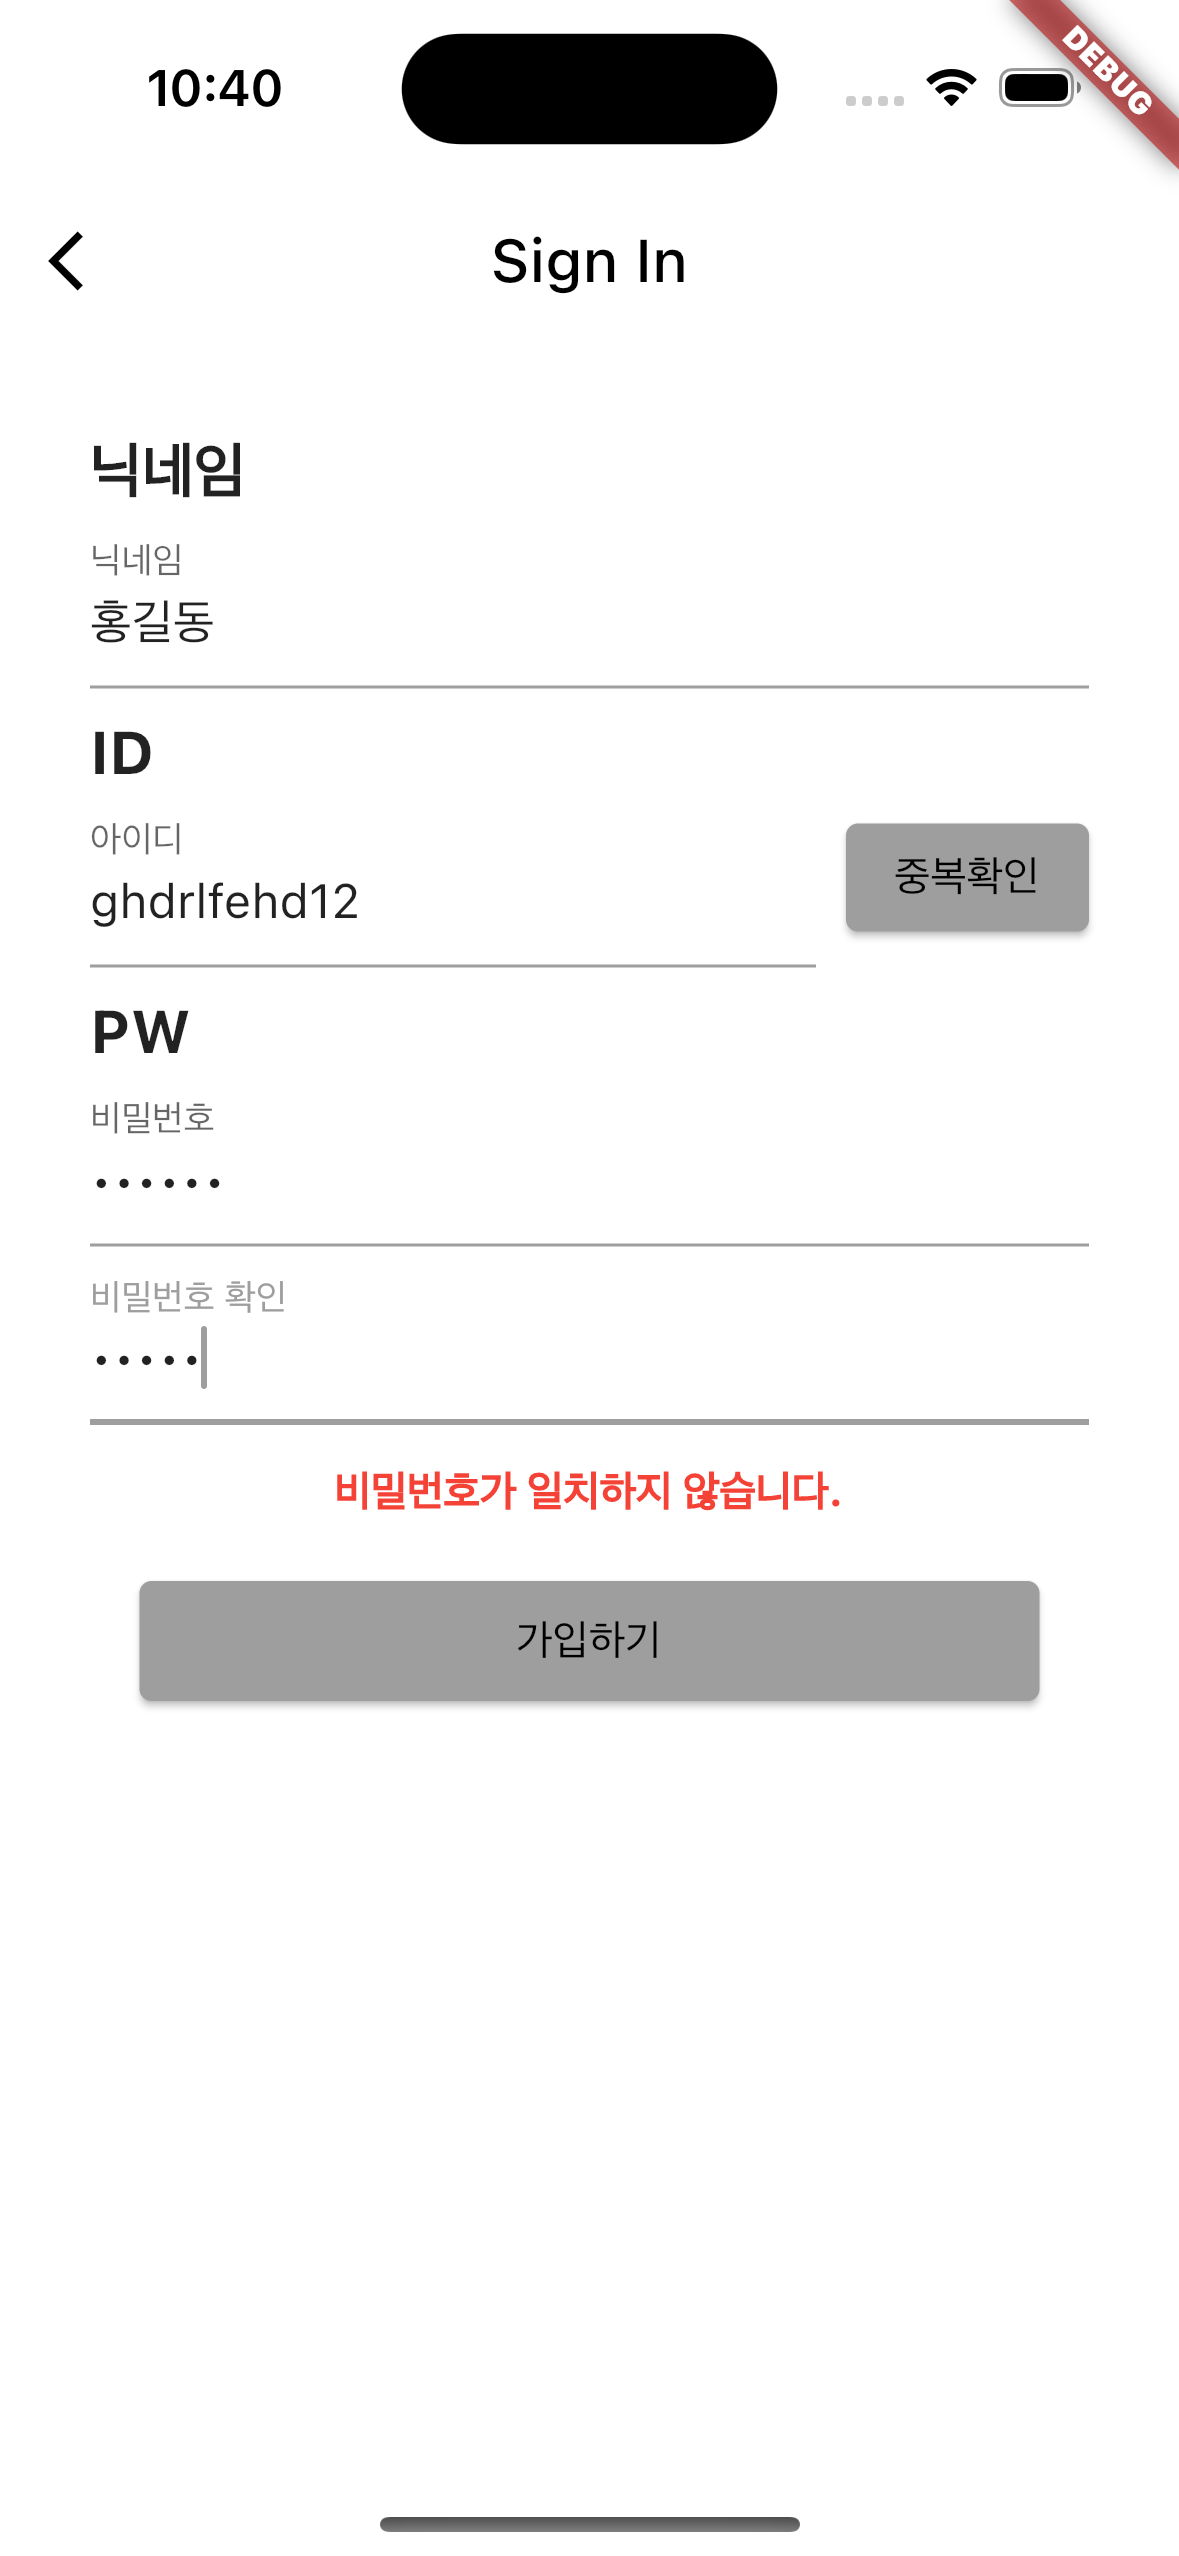 10:40
DEBUG
Sign In
닉네임
닉네임
홍길동
ID
아이디
ghdrlfehd12
중복확인
PW
비밀번호
••••••
비밀번호 확인
•••••
비밀번호가 일치하지 않습니다.
가입하기